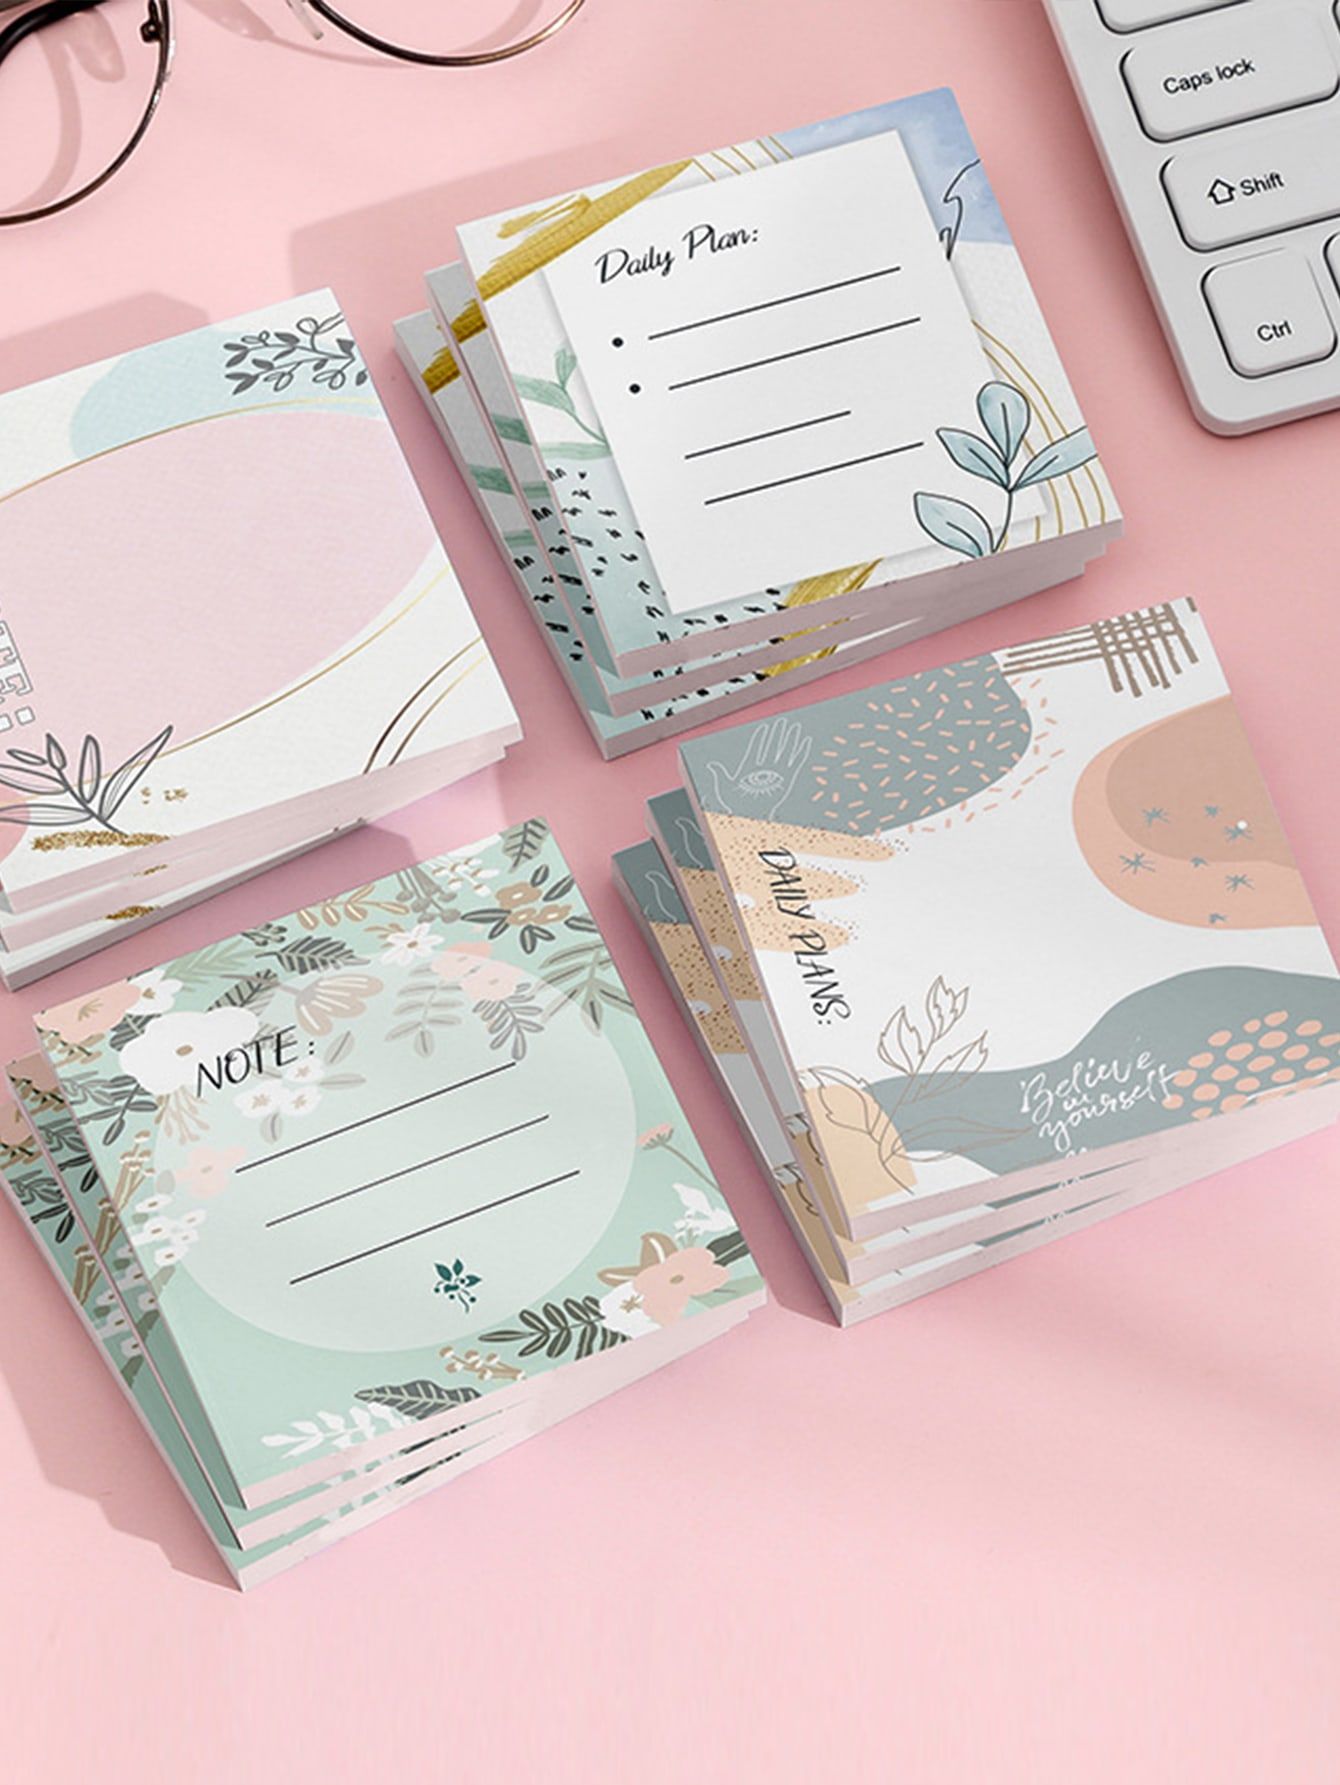 Caps lock
Shift
Ctrl
Daily Plan:
DAILY PLANS:
Believe
in
yourself
NOTE: